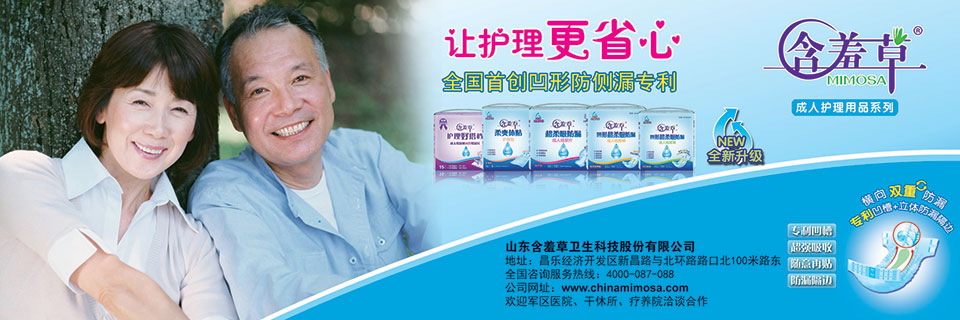 让护理更省心
全国首创凹形防侧漏专利
含羞草®
MIMOSA
成人护理用品系列
含羞草
柔爽体贴
NEW
全新升级
横向双重防漏
专利凹槽+立体防漏隔边
专利凹槽
超强吸收
随意再贴
防漏隔边
山东含羞草卫生科技股份有限公司
地址：昌乐经济开发区新昌路与北环路路口北100米路东
全国咨询服务热线：4000-087-088
公司网址：www.chinamimosa.com
欢迎军区医院、干休所、疗养院洽谈合作